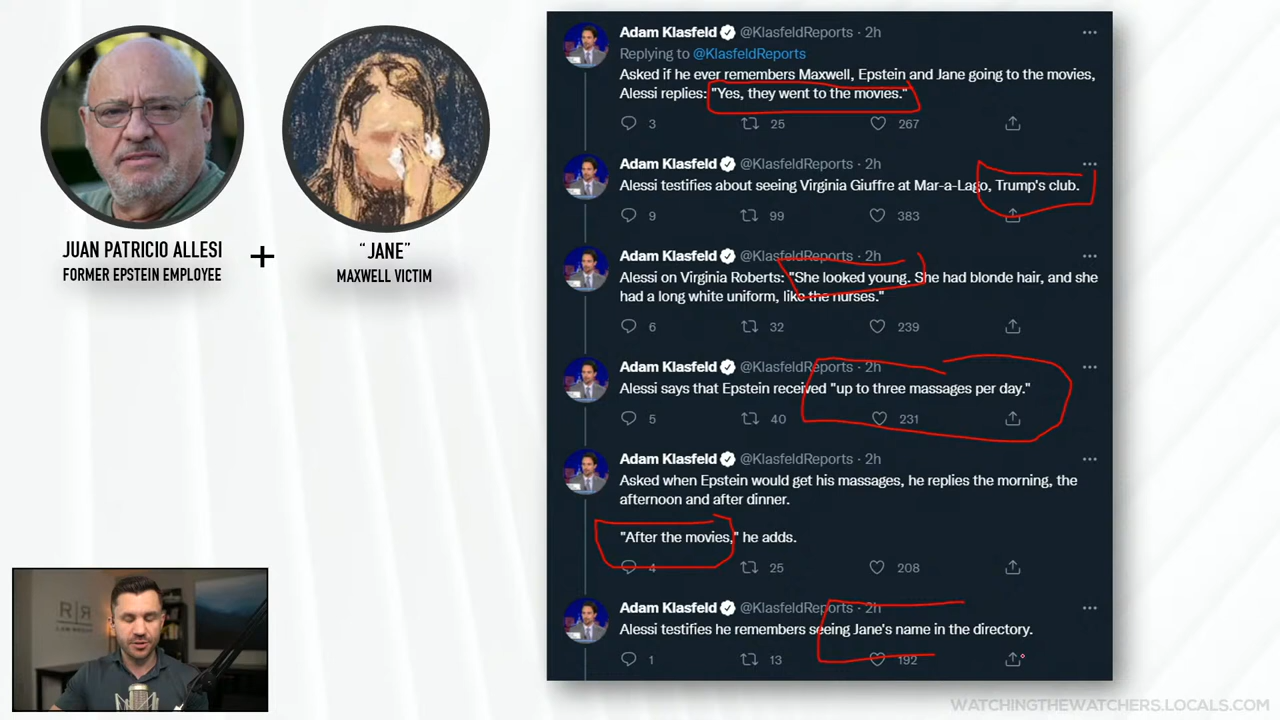 JUAN PATRICIO ALLESI
FORMER EPSTEIN EMPLOYEE
+
“JANE”
MAXWELL VICTIM
Adam Klasfeld @KlasfeldReports · 2h
Replying to @KlasfeldReports
Asked if he ever remembers Maxwell, Epstein and Jane going to the movies,
Alessi replies: "Yes, they went to the movies."
3 25 267
Adam Klasfeld @KlasfeldReports · 2h
Alessi testifies about seeing Virginia Giuffre at Mar-a-Lago, Trump's club.
9 99 383
Adam Klasfeld @KlasfeldReports · 2h
Alessi on Virginia Roberts: "She looked young. She had blonde hair, and she
had a long white uniform, like the nurses."
6 32 239
Adam Klasfeld @KlasfeldReports · 2h
Alessi says that Epstein received "up to three massages per day."
5 40 231
Adam Klasfeld @KlasfeldReports · 2h
Asked when Epstein would get his massages, he replies the morning, the
afternoon and after dinner.
"After the movies," he adds.
4 25 208
Adam Klasfeld @KlasfeldReports · 2h
Alessi testifies he remembers seeing Jane's name in the directory.
1 13 192
R|R
LAW GROUP
WATCHINGTHEWATCHERS.LOCALS.COM